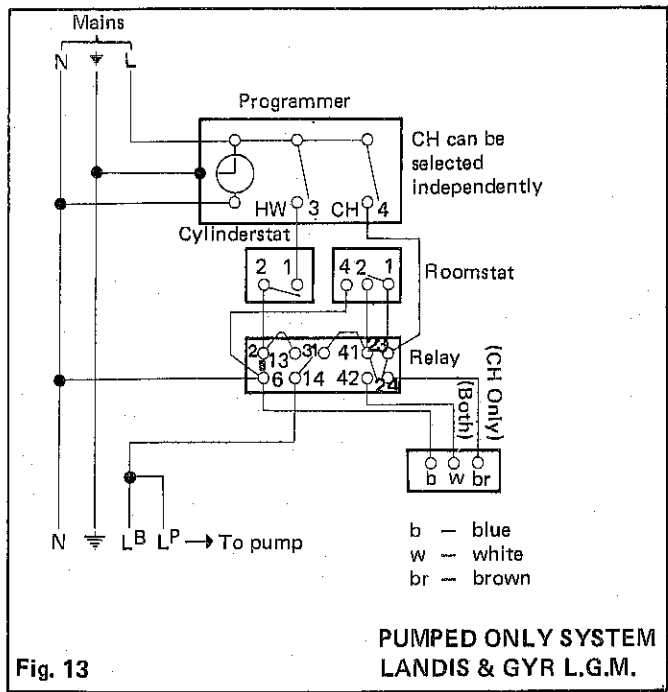 Mains
N L
Programmer
CH can be
selected
independently
HW 3 CH 4
Cylinderstat
2 1
4 2 1
Roomstat
2 13 31 41 23
Relay
6 14 42 24
(CH Only)
(Both)
b w br
N LB LP To pump
b — blue
w — white
br — brown
PUMPED ONLY SYSTEM
Fig. 13 LANDIS & GYR L.G.M.